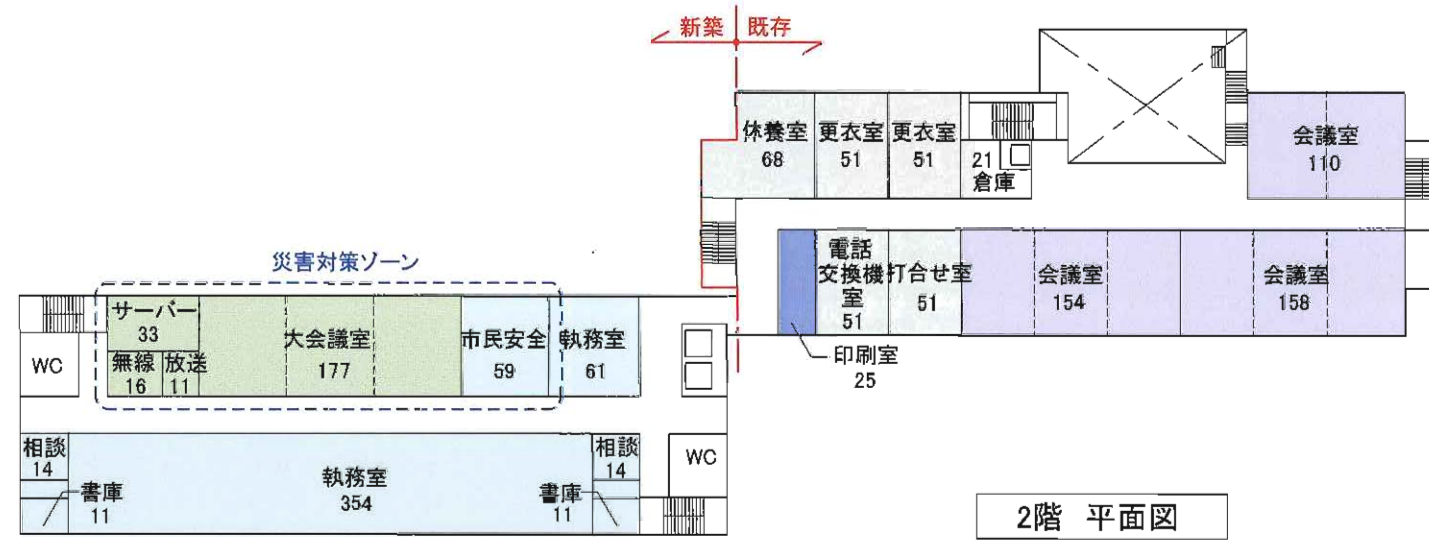 新築 既存
休養室
68
更衣室
51
更衣室
51
21
倉庫
会議室
110
電話
交換機
室
51
打合せ室
51
会議室
154
会議室
158
印刷室
25
災害対策ゾーン
サーバー
33
無線
16
放送
11
大会議室
177
市民安全
59
執務室
61
WC
相談
14
書庫
11
執務室
354
相談
14
書庫
11
WC
2階 平面図